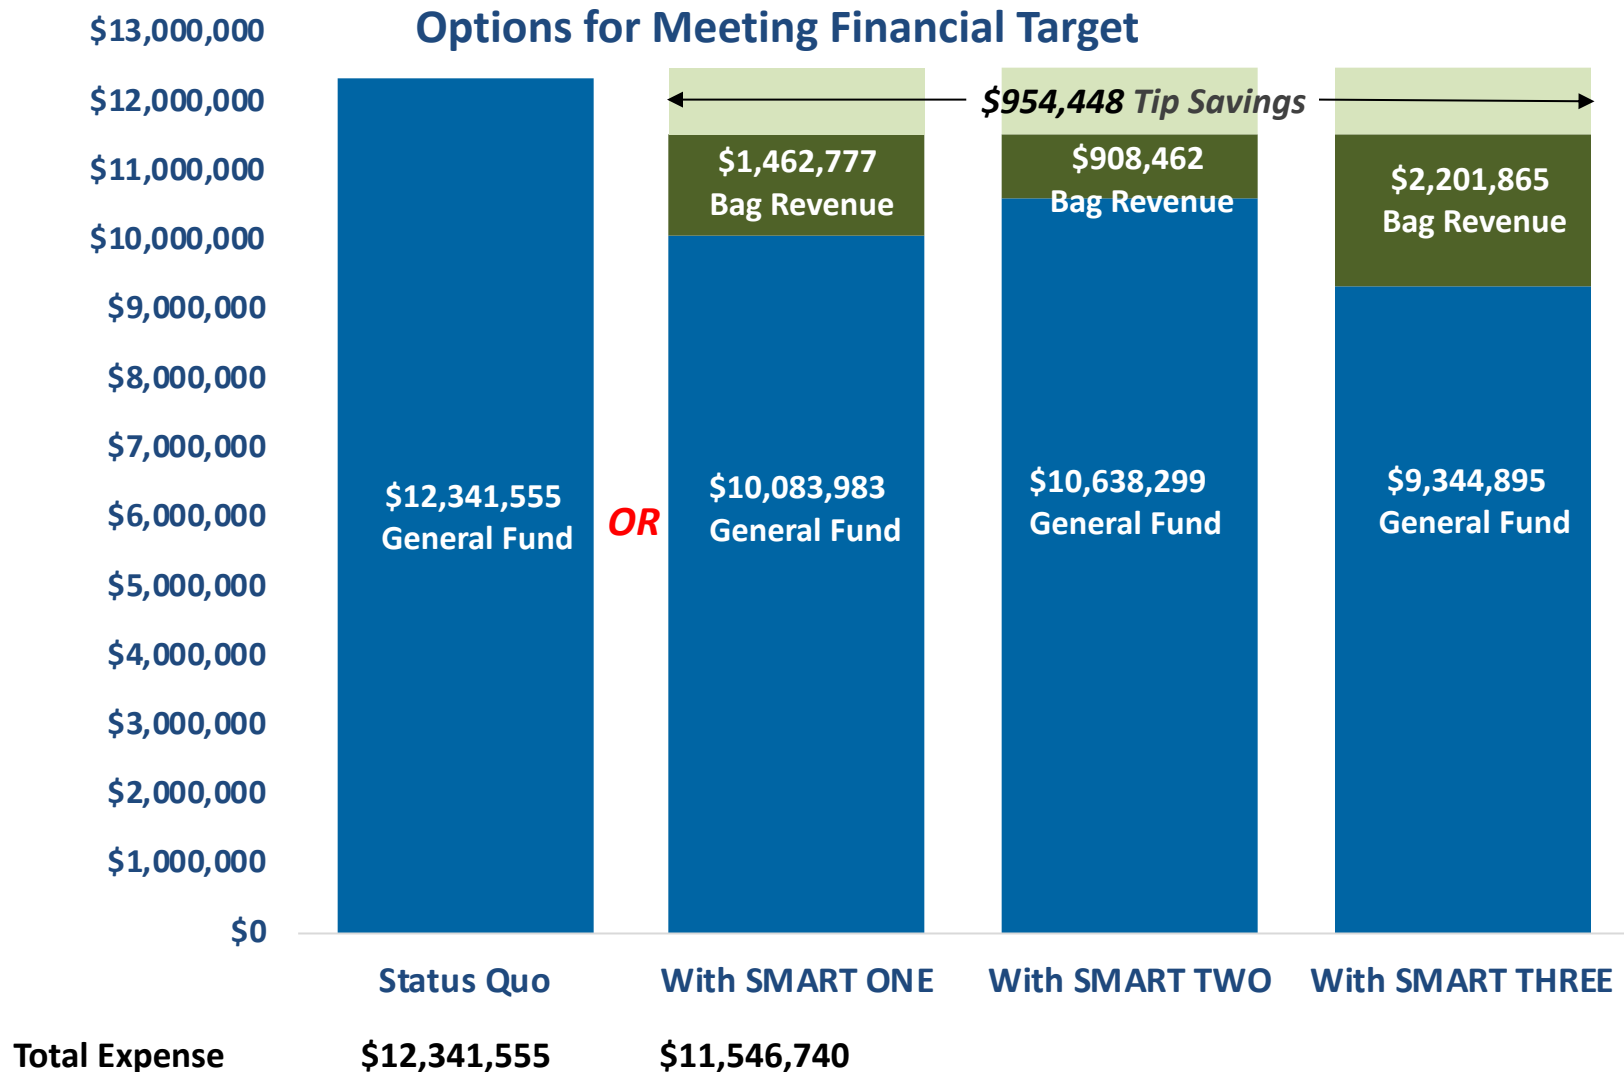 Options for Meeting Financial Target
$13,000,000
$12,000,000
$11,000,000
$10,000,000
$9,000,000
$8,000,000
$7,000,000
$6,000,000
$5,000,000
$4,000,000
$3,000,000
$2,000,000
$1,000,000
$0
$954,448 Tip Savings
$1,462,777
Bag Revenue
$908,462
Bag Revenue
$2,201,865
Bag Revenue
$12,341,555
General Fund
OR
$10,083,983
General Fund
$10,638,299
General Fund
$9,344,895
General Fund
Status Quo
With SMART ONE
With SMART TWO
With SMART THREE
Total Expense $12,341,555 $11,546,740